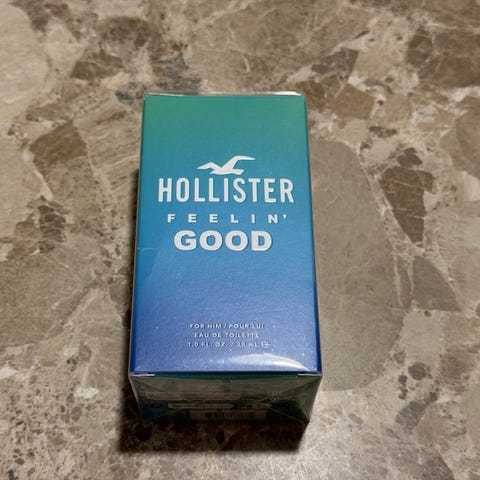 HOLLISTER
FEELIN'
GOOD
FOR HIM / POUR LUI
EAU DE TOILETTE
1.0 FL. OZ. / 30 mL ℮